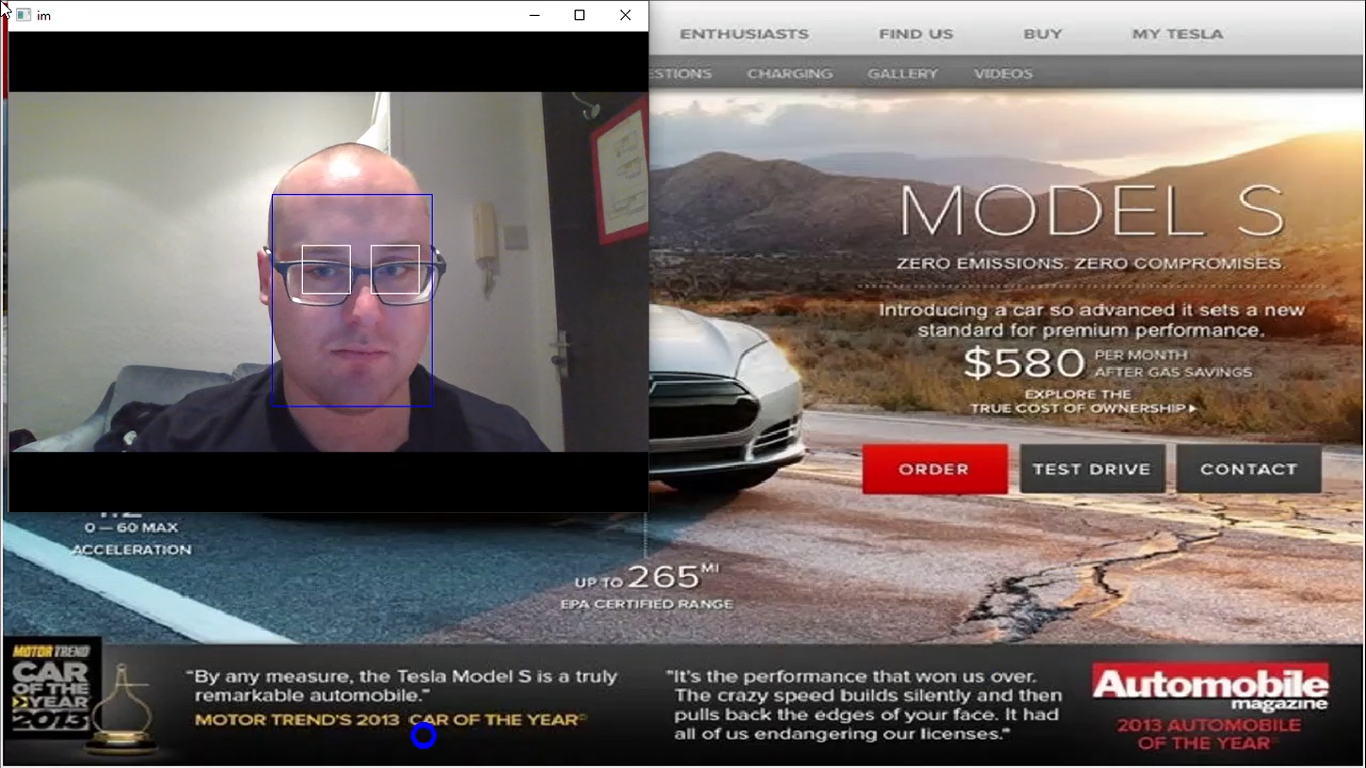 im
ENTHUSIASTS FIND US BUY MY TESLA
CHARGING GALLERY VIDEOS
MODEL S
ZERO EMISSIONS. ZERO COMPROMISES.
Introducing a car so advanced it sets a new
standard for premium performance.
$580 PER MONTH
AFTER GAS SAVINGS
EXPLORE THE
TRUE COST OF OWNERSHIP
ORDER TEST DRIVE CONTACT
0 — 60 MAX
ACCELERATION
UP TO 265 MI
EPA CERTIFIED RANGE
MOTOR TREND
CAR
OF THE
YEAR
2013
“By any measure, the Tesla Model S is a truly
remarkable automobile.”
MOTOR TREND'S 2013 CAR OF THE YEAR®
“It's the performance that won us over.
The crazy speed builds silently and then
pulls back the edges of your face. It had
all of us endangering our licenses.”
Automobile
magazine
2013 AUTOMOBILE
OF THE YEAR